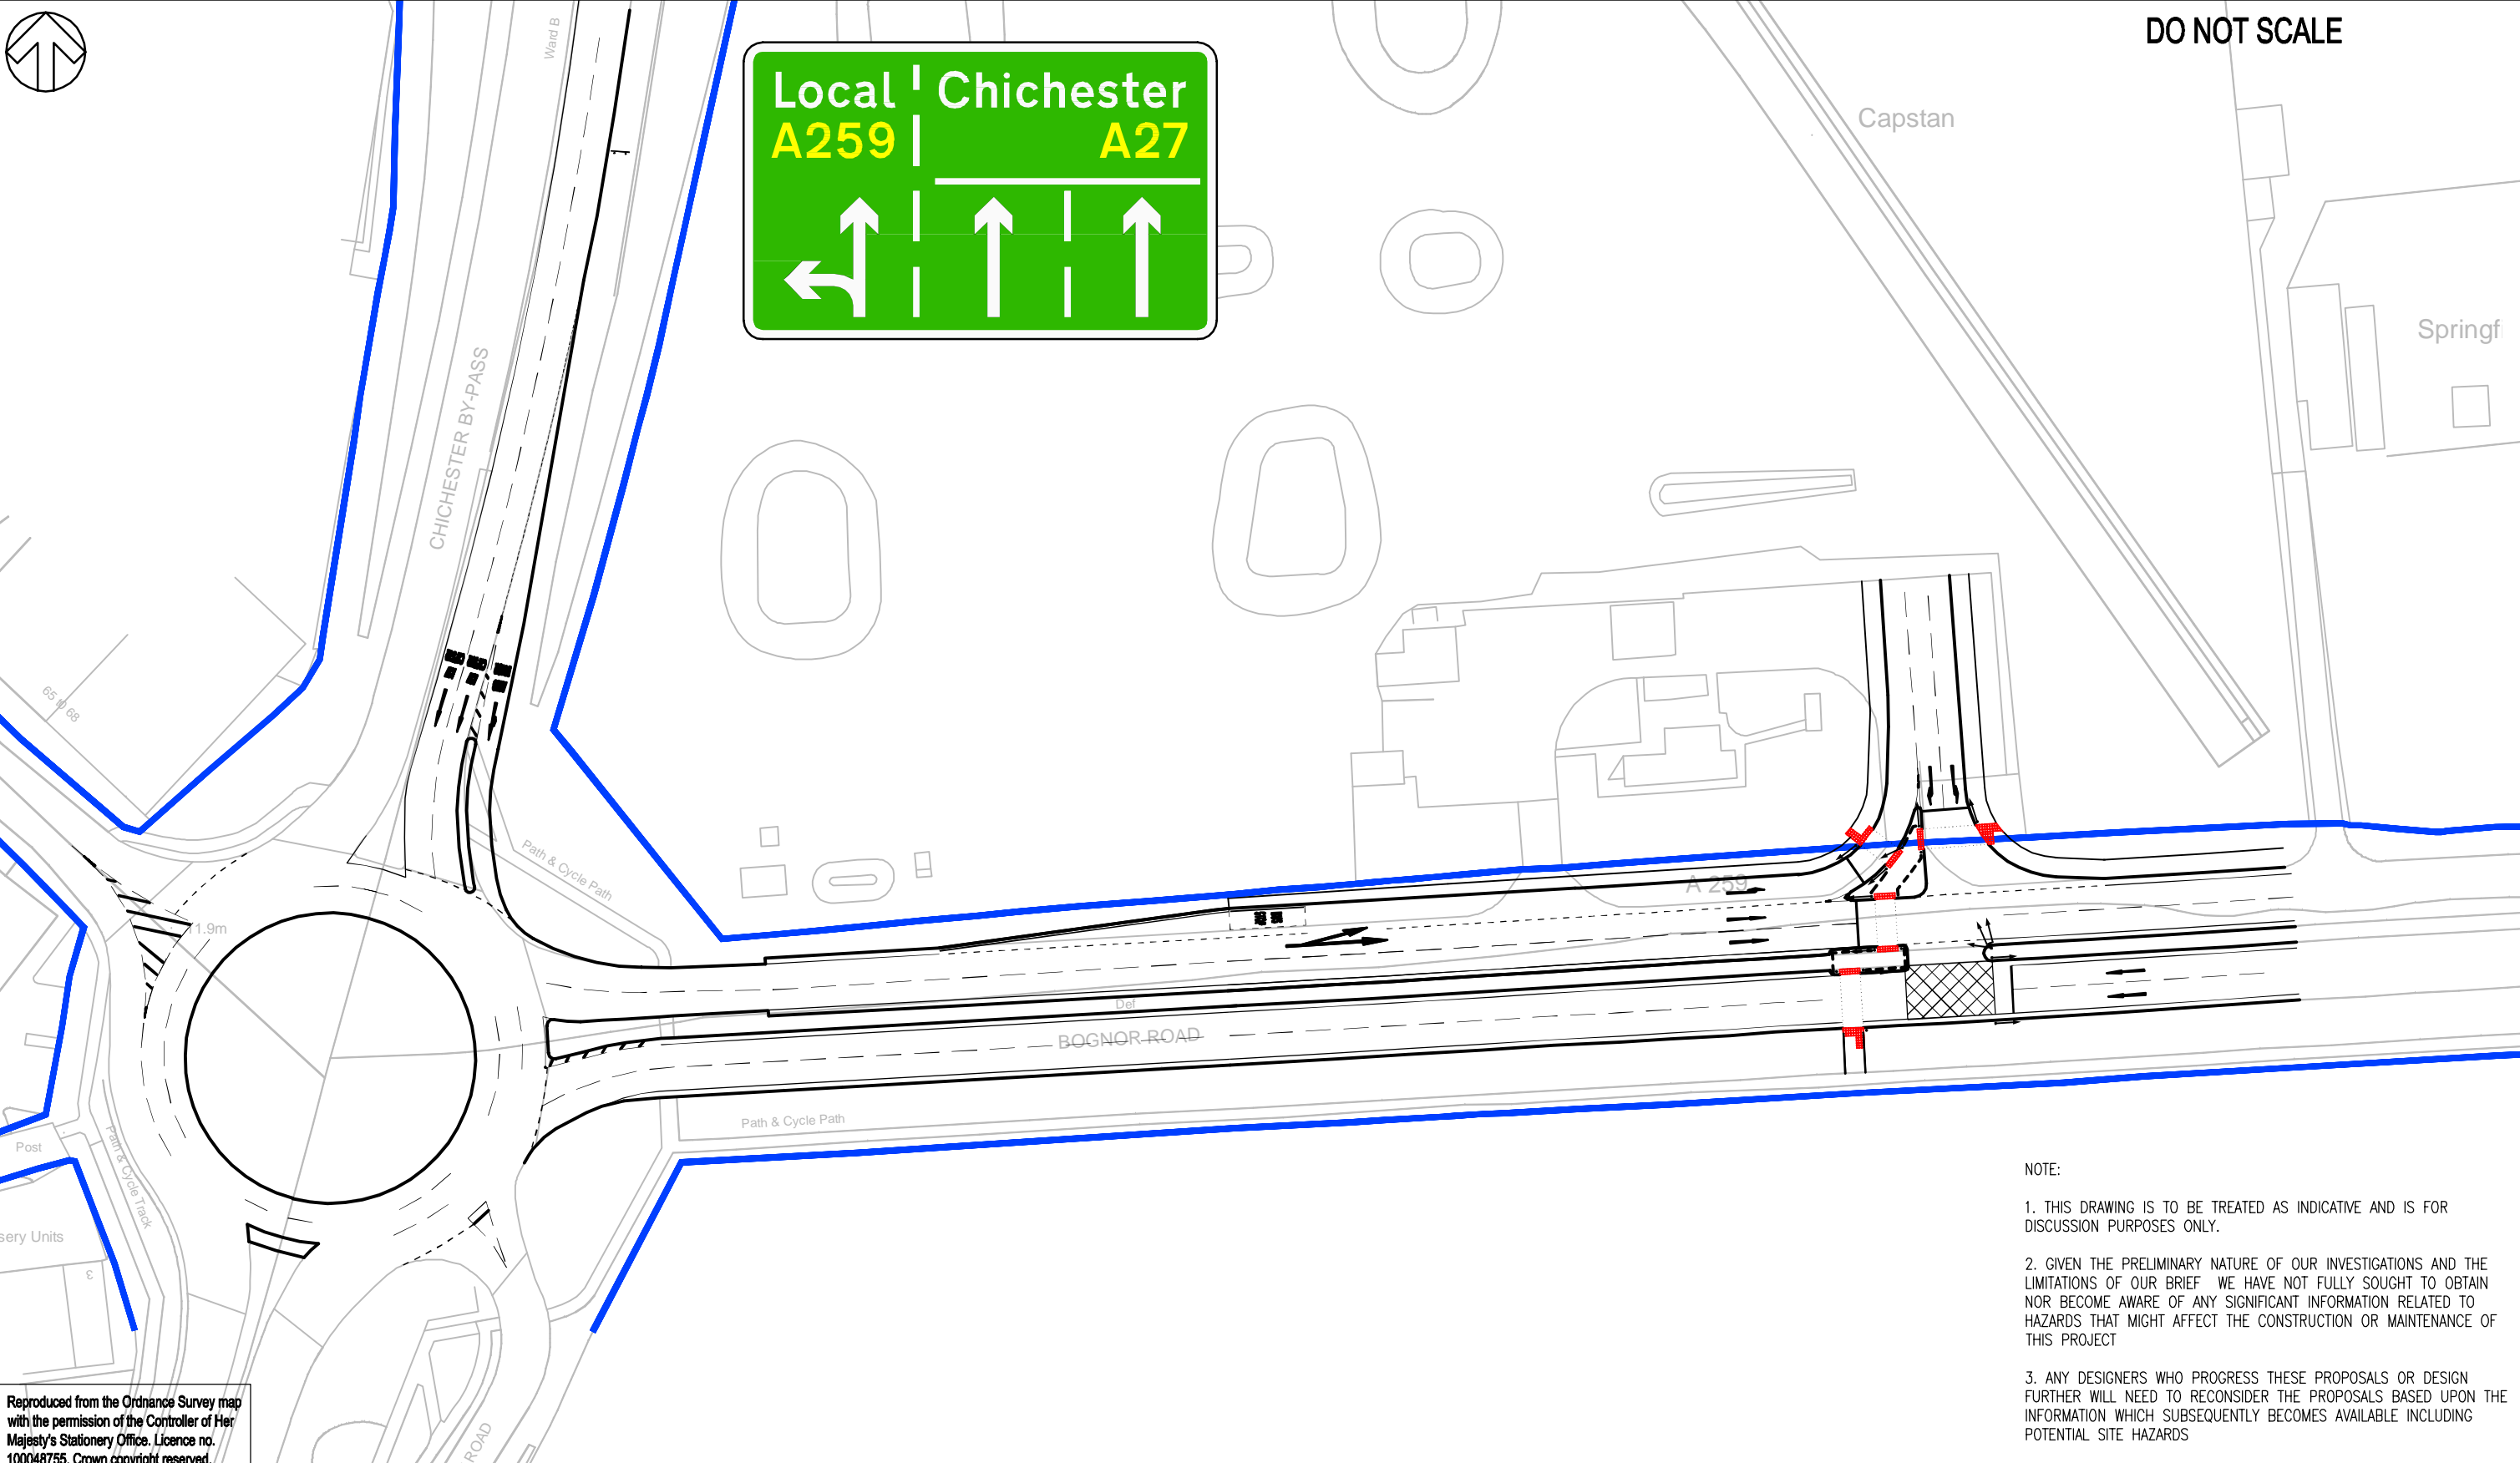 DO NOT SCALE
Ward B
Local
Chichester
A259
A27
Capstan
Springf
CHICHESTER BY-PASS
65 to 68
Path & Cycle Path
A 259
11.9m
Def
BOGNOR ROAD
Path & Cycle Path
Post
Path & Cycle Track
sery Units
3
ROAD
NOTE:
1. THIS DRAWING IS TO BE TREATED AS INDICATIVE AND IS FOR
DISCUSSION PURPOSES ONLY.
2. GIVEN THE PRELIMINARY NATURE OF OUR INVESTIGATIONS AND THE
LIMITATIONS OF OUR BRIEF WE HAVE NOT FULLY SOUGHT TO OBTAIN
NOR BECOME AWARE OF ANY SIGNIFICANT INFORMATION RELATED TO
HAZARDS THAT MIGHT AFFECT THE CONSTRUCTION OR MAINTENANCE OF
THIS PROJECT
3. ANY DESIGNERS WHO PROGRESS THESE PROPOSALS OR DESIGN
FURTHER WILL NEED TO RECONSIDER THE PROPOSALS BASED UPON THE
INFORMATION WHICH SUBSEQUENTLY BECOMES AVAILABLE INCLUDING
POTENTIAL SITE HAZARDS
Reproduced from the Ordnance Survey map
with the permission of the Controller of Her
Majesty's Stationery Office. Licence no.
100048755. Crown copyright reserved.